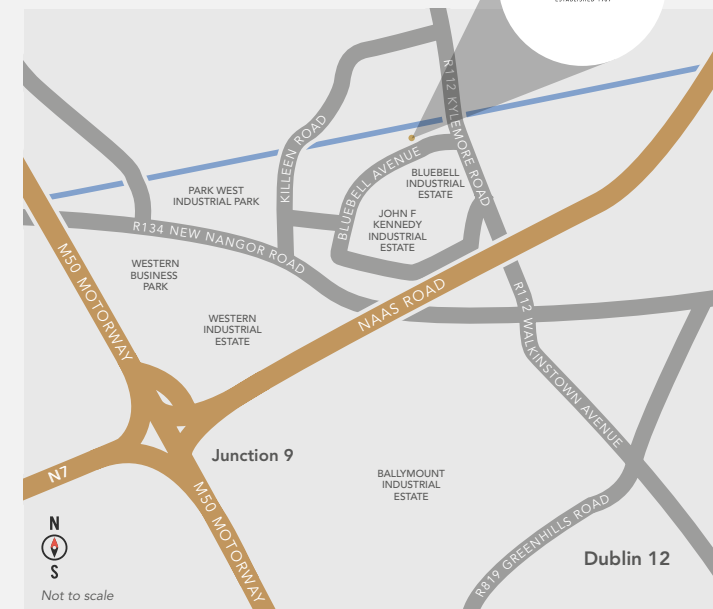 R112 KYLEMORE ROAD
KILLEEN ROAD
BLUEBELL AVENUE
BLUEBELL
INDUSTRIAL
ESTATE
PARK WEST
INDUSTRIAL PARK
JOHN F
KENNEDY
INDUSTRIAL
ESTATE
R134 NEW NANGOR ROAD
M50 MOTORWAY
WESTERN
BUSINESS
PARK
NAAS ROAD
R112 WALKINSTOWN AVENUE
WESTERN
INDUSTRIAL
ESTATE
Junction 9
N7
BALLYMOUNT
INDUSTRIAL
ESTATE
M50 MOTORWAY
R819 GREENHILLS ROAD
N
S
Dublin 12
Not to scale